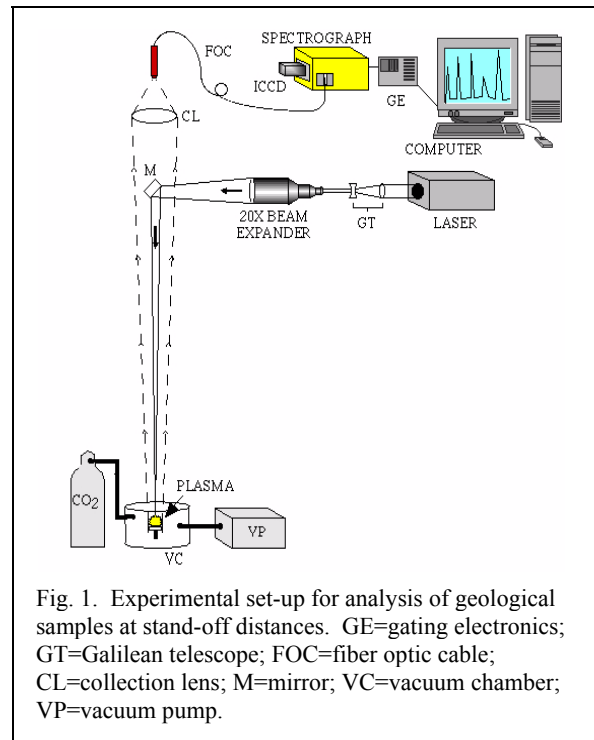 FOC
SPECTROGRAPH
ICCD
GE
CL
COMPUTER
M
20X BEAM
EXPANDER
GT
LASER
PLASMA
CO2
VP
VC
Fig. 1. Experimental set-up for analysis of geological
samples at stand-off distances. GE=gating electronics;
GT=Galilean telescope; FOC=fiber optic cable;
CL=collection lens; M=mirror; VC=vacuum chamber;
VP=vacuum pump.